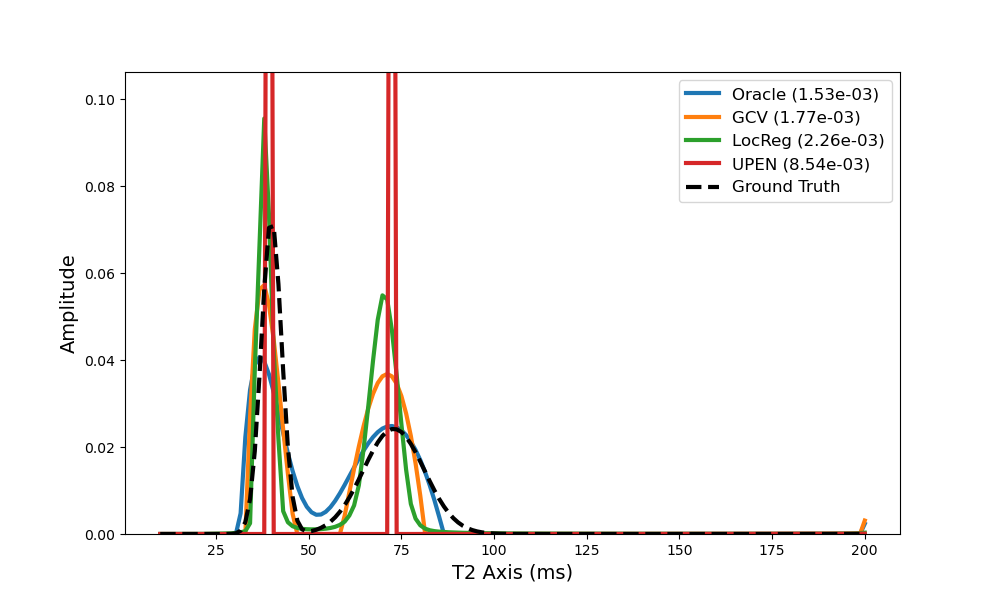 Oracle (1.53e-03)
GCV (1.77e-03)
LocReg (2.26e-03)
UPEN (8.54e-03)
Ground Truth
Amplitude
0.10
0.08
0.06
0.04
0.02
0.00
25 50 75 100 125 150 175 200
T2 Axis (ms)